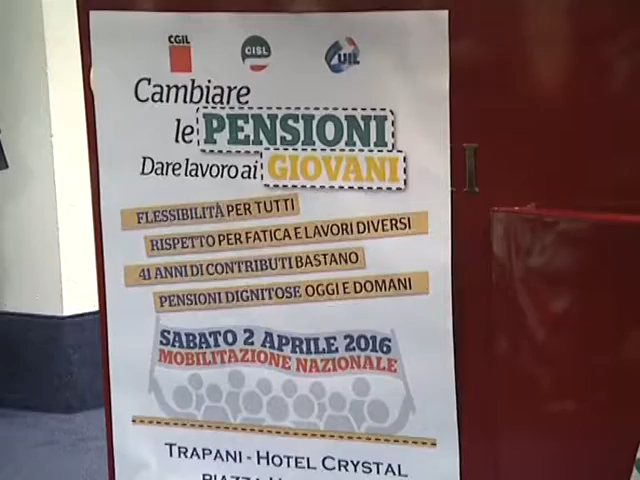 CGIL
CISL
UIL
Cambiare
le PENSIONI
Dare lavoro ai GIOVANI
FLESSIBILITÀ PER TUTTI
RISPETTO PER FATICA E LAVORI DIVERSI
41 ANNI DI CONTRIBUTI BASTANO
PENSIONI DIGNITOSE OGGI E DOMANI
SABATO 2 APRILE 2016
MOBILITAZIONE NAZIONALE
TRAPANI - HOTEL CRYSTAL
PIAZZA